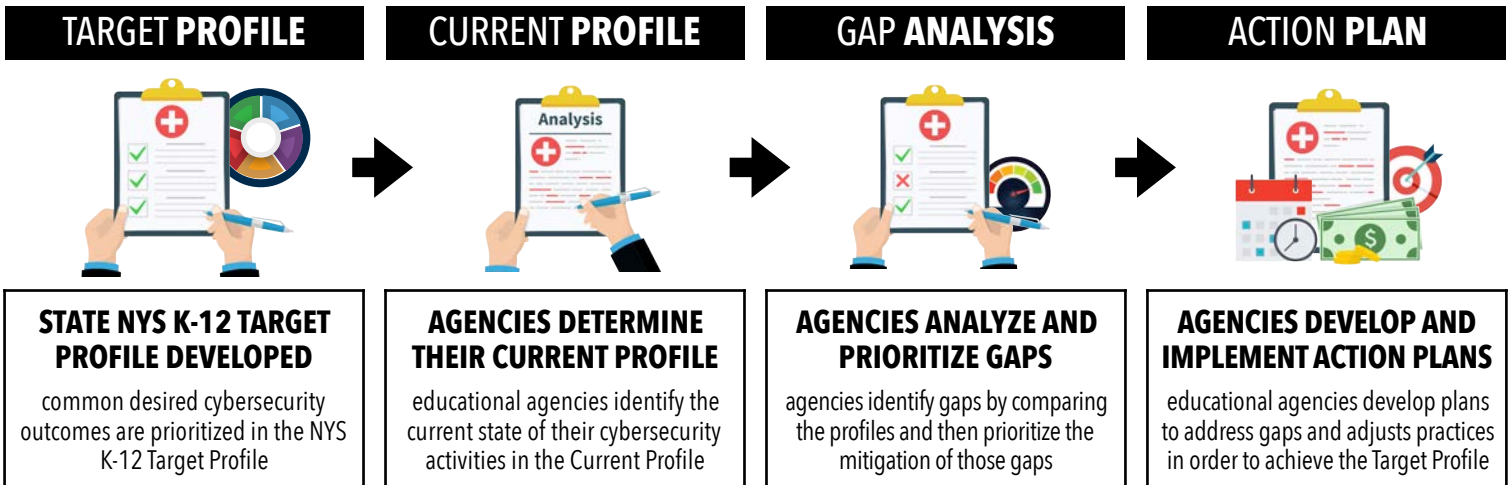 TARGET PROFILE
CURRENT PROFILE
GAP ANALYSIS
ACTION PLAN
Analysis
STATE NYS K-12 TARGET
PROFILE DEVELOPED
common desired cybersecurity
outcomes are prioritized in the NYS
K-12 Target Profile
AGENCIES DETERMINE
THEIR CURRENT PROFILE
educational agencies identify the
current state of their cybersecurity
activities in the Current Profile
AGENCIES ANALYZE AND
PRIORITIZE GAPS
agencies identify gaps by comparing
the profiles and then prioritize the
mitigation of those gaps
AGENCIES DEVELOP AND
IMPLEMENT ACTION PLANS
educational agencies develop plans
to address gaps and adjusts practices
in order to achieve the Target Profile